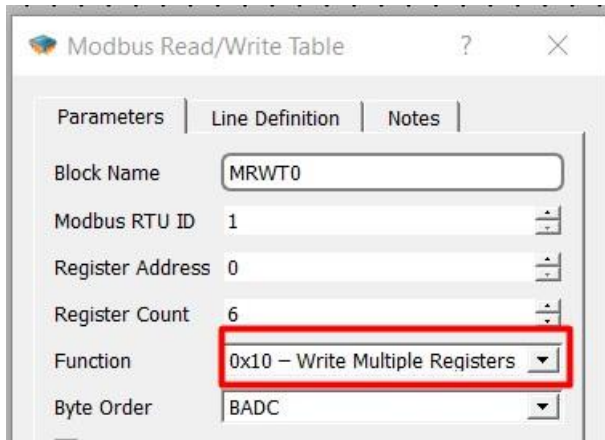 Modbus Read/Write Table ? ×
Parameters Line Definition Notes
Block Name MRWT0
Modbus RTU ID 1
Register Address 0
Register Count 6
Function 0x10 – Write Multiple Registers
Byte Order BADC